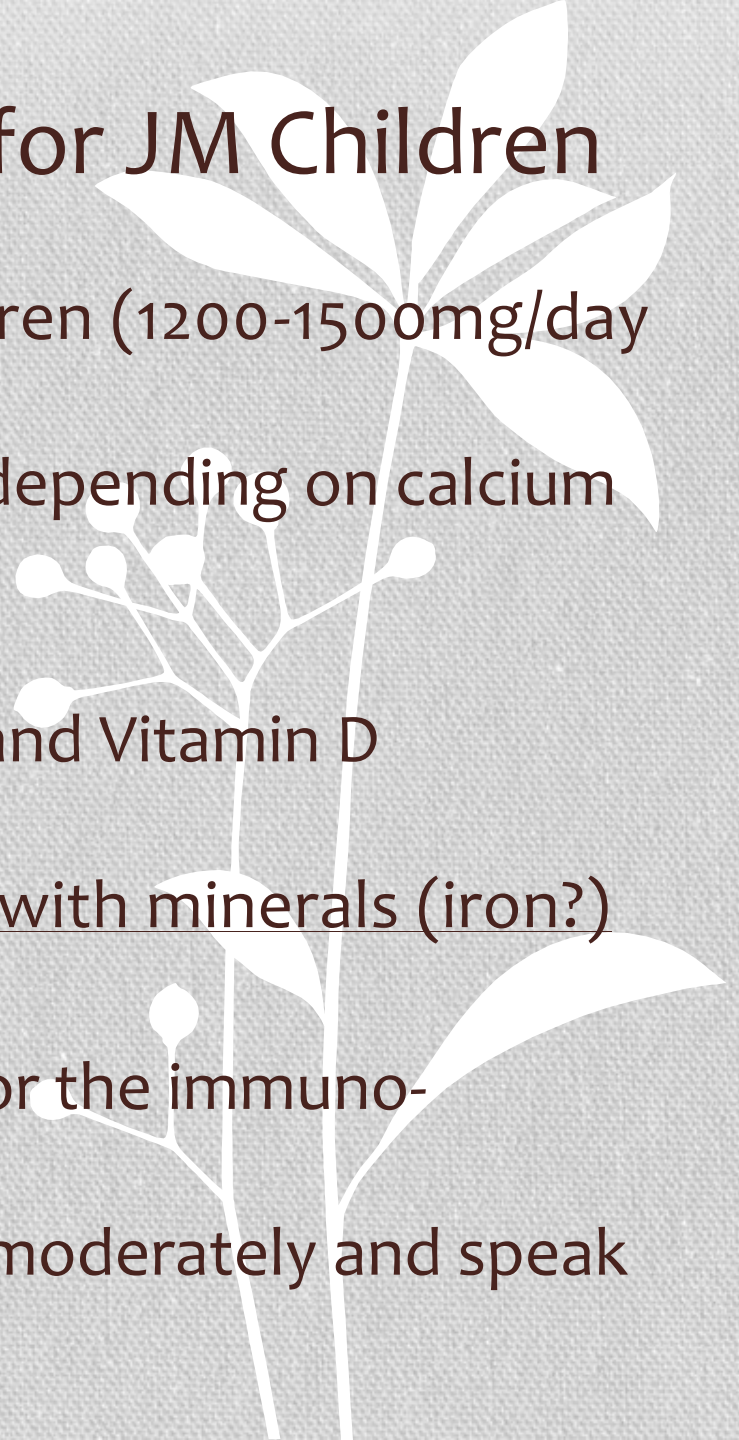 for JM Children
ren (1200-1500mg/day
depending on calcium
and Vitamin D
with minerals (iron?)
or the immuno-
moderately and speak